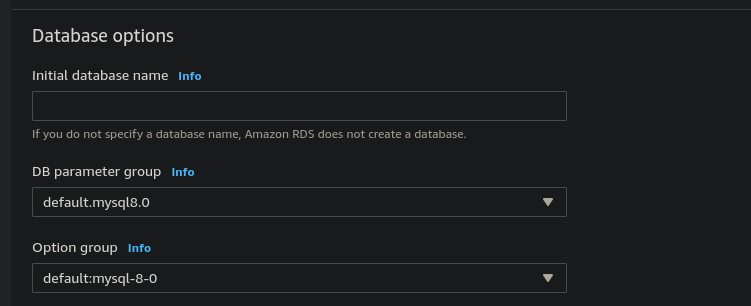 Database options
Initial database name Info
If you do not specify a database name, Amazon RDS does not create a database.
DB parameter group Info
default.mysql8.0
Option group Info
default:mysql-8-0